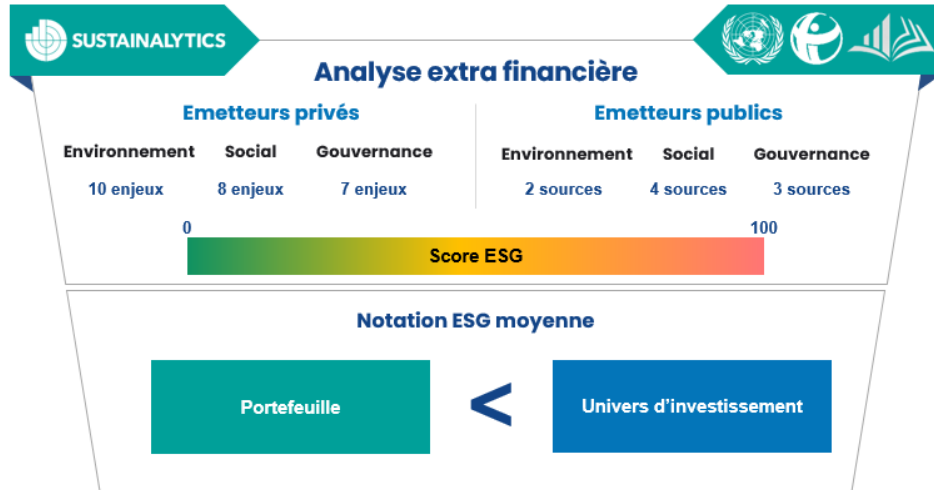 SUSTAINALYTICS
Analyse extra financière
Emetteurs privés
Emetteurs publics
Environnement Social Gouvernance
Environnement Social Gouvernance
10 enjeux 8 enjeux 7 enjeux
2 sources 4 sources 3 sources
0 100
Score ESG
Notation ESG moyenne
Portefeuille < Univers d'investissement